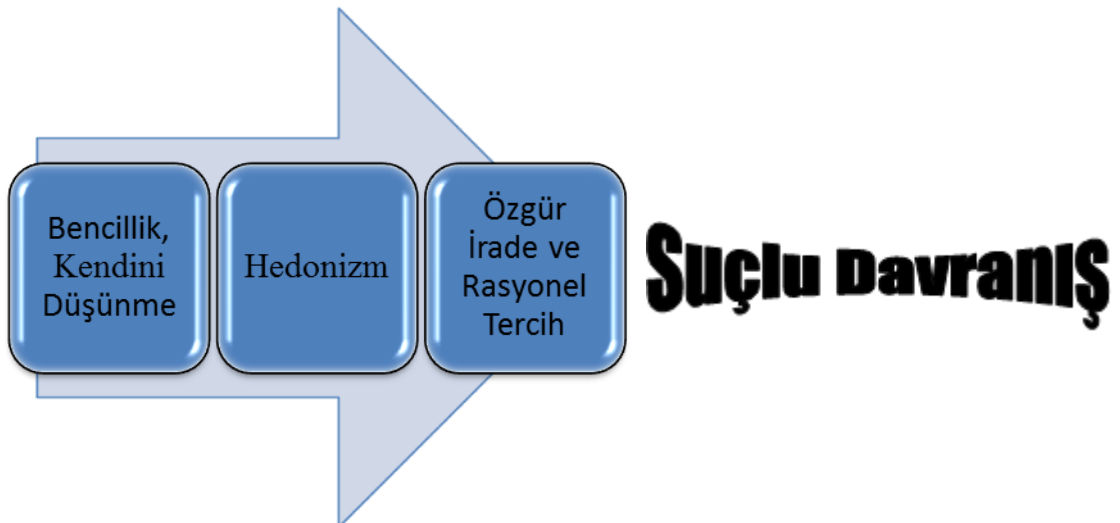 Bencillik,
Kendini
Düşünme
Hedonizm
Özgür
İrade ve
Rasyonel
Tercih
Suçlu Davranış